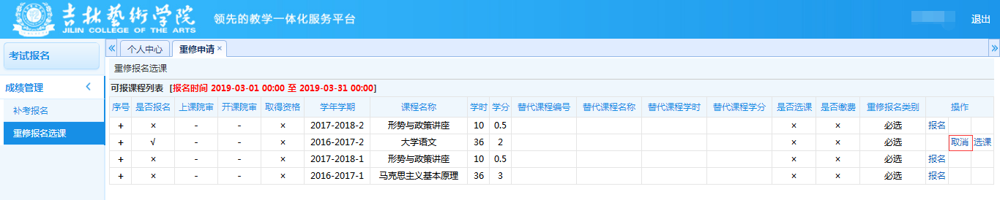 吉林藝術學院
JILIN COLLEGE OF THE ARTS
领先的教学一体化服务平台
退出
考试报名
成绩管理
补考报名
重修报名选课
个人中心 重修申请 ×
重修报名选课
可报课程列表 [报名时间 2019-03-01 00:00 至 2019-03-31 00:00]
序号 是否报名 上课院审 开课院审 取得资格 学年学期 课程名称 学时 学分 替代课程编号 替代课程名称 替代课程学时 替代课程学分 是否选课 是否缴费 重修报名类别 操作
+ × - - × 2017-2018-2 形势与政策讲座 10 0.5 × × 必选 报名
+ √ - - × 2016-2017-2 大学语文 36 2 × × 必选 取消 选课
+ × - - × 2017-2018-1 形势与政策讲座 10 0.5 × × 必选 报名
+ × - - × 2016-2017-1 马克思主义基本原理 36 3 × × 必选 报名